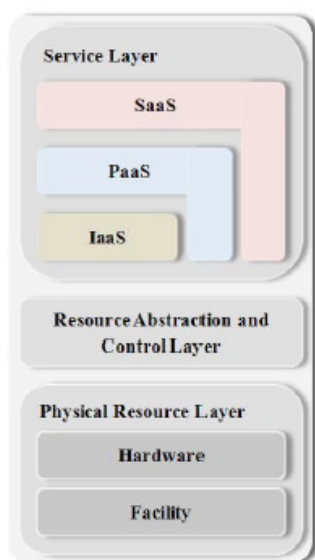 Service Layer
SaaS
PaaS
IaaS
Resource Abstraction and
Control Layer
Physical Resource Layer
Hardware
Facility